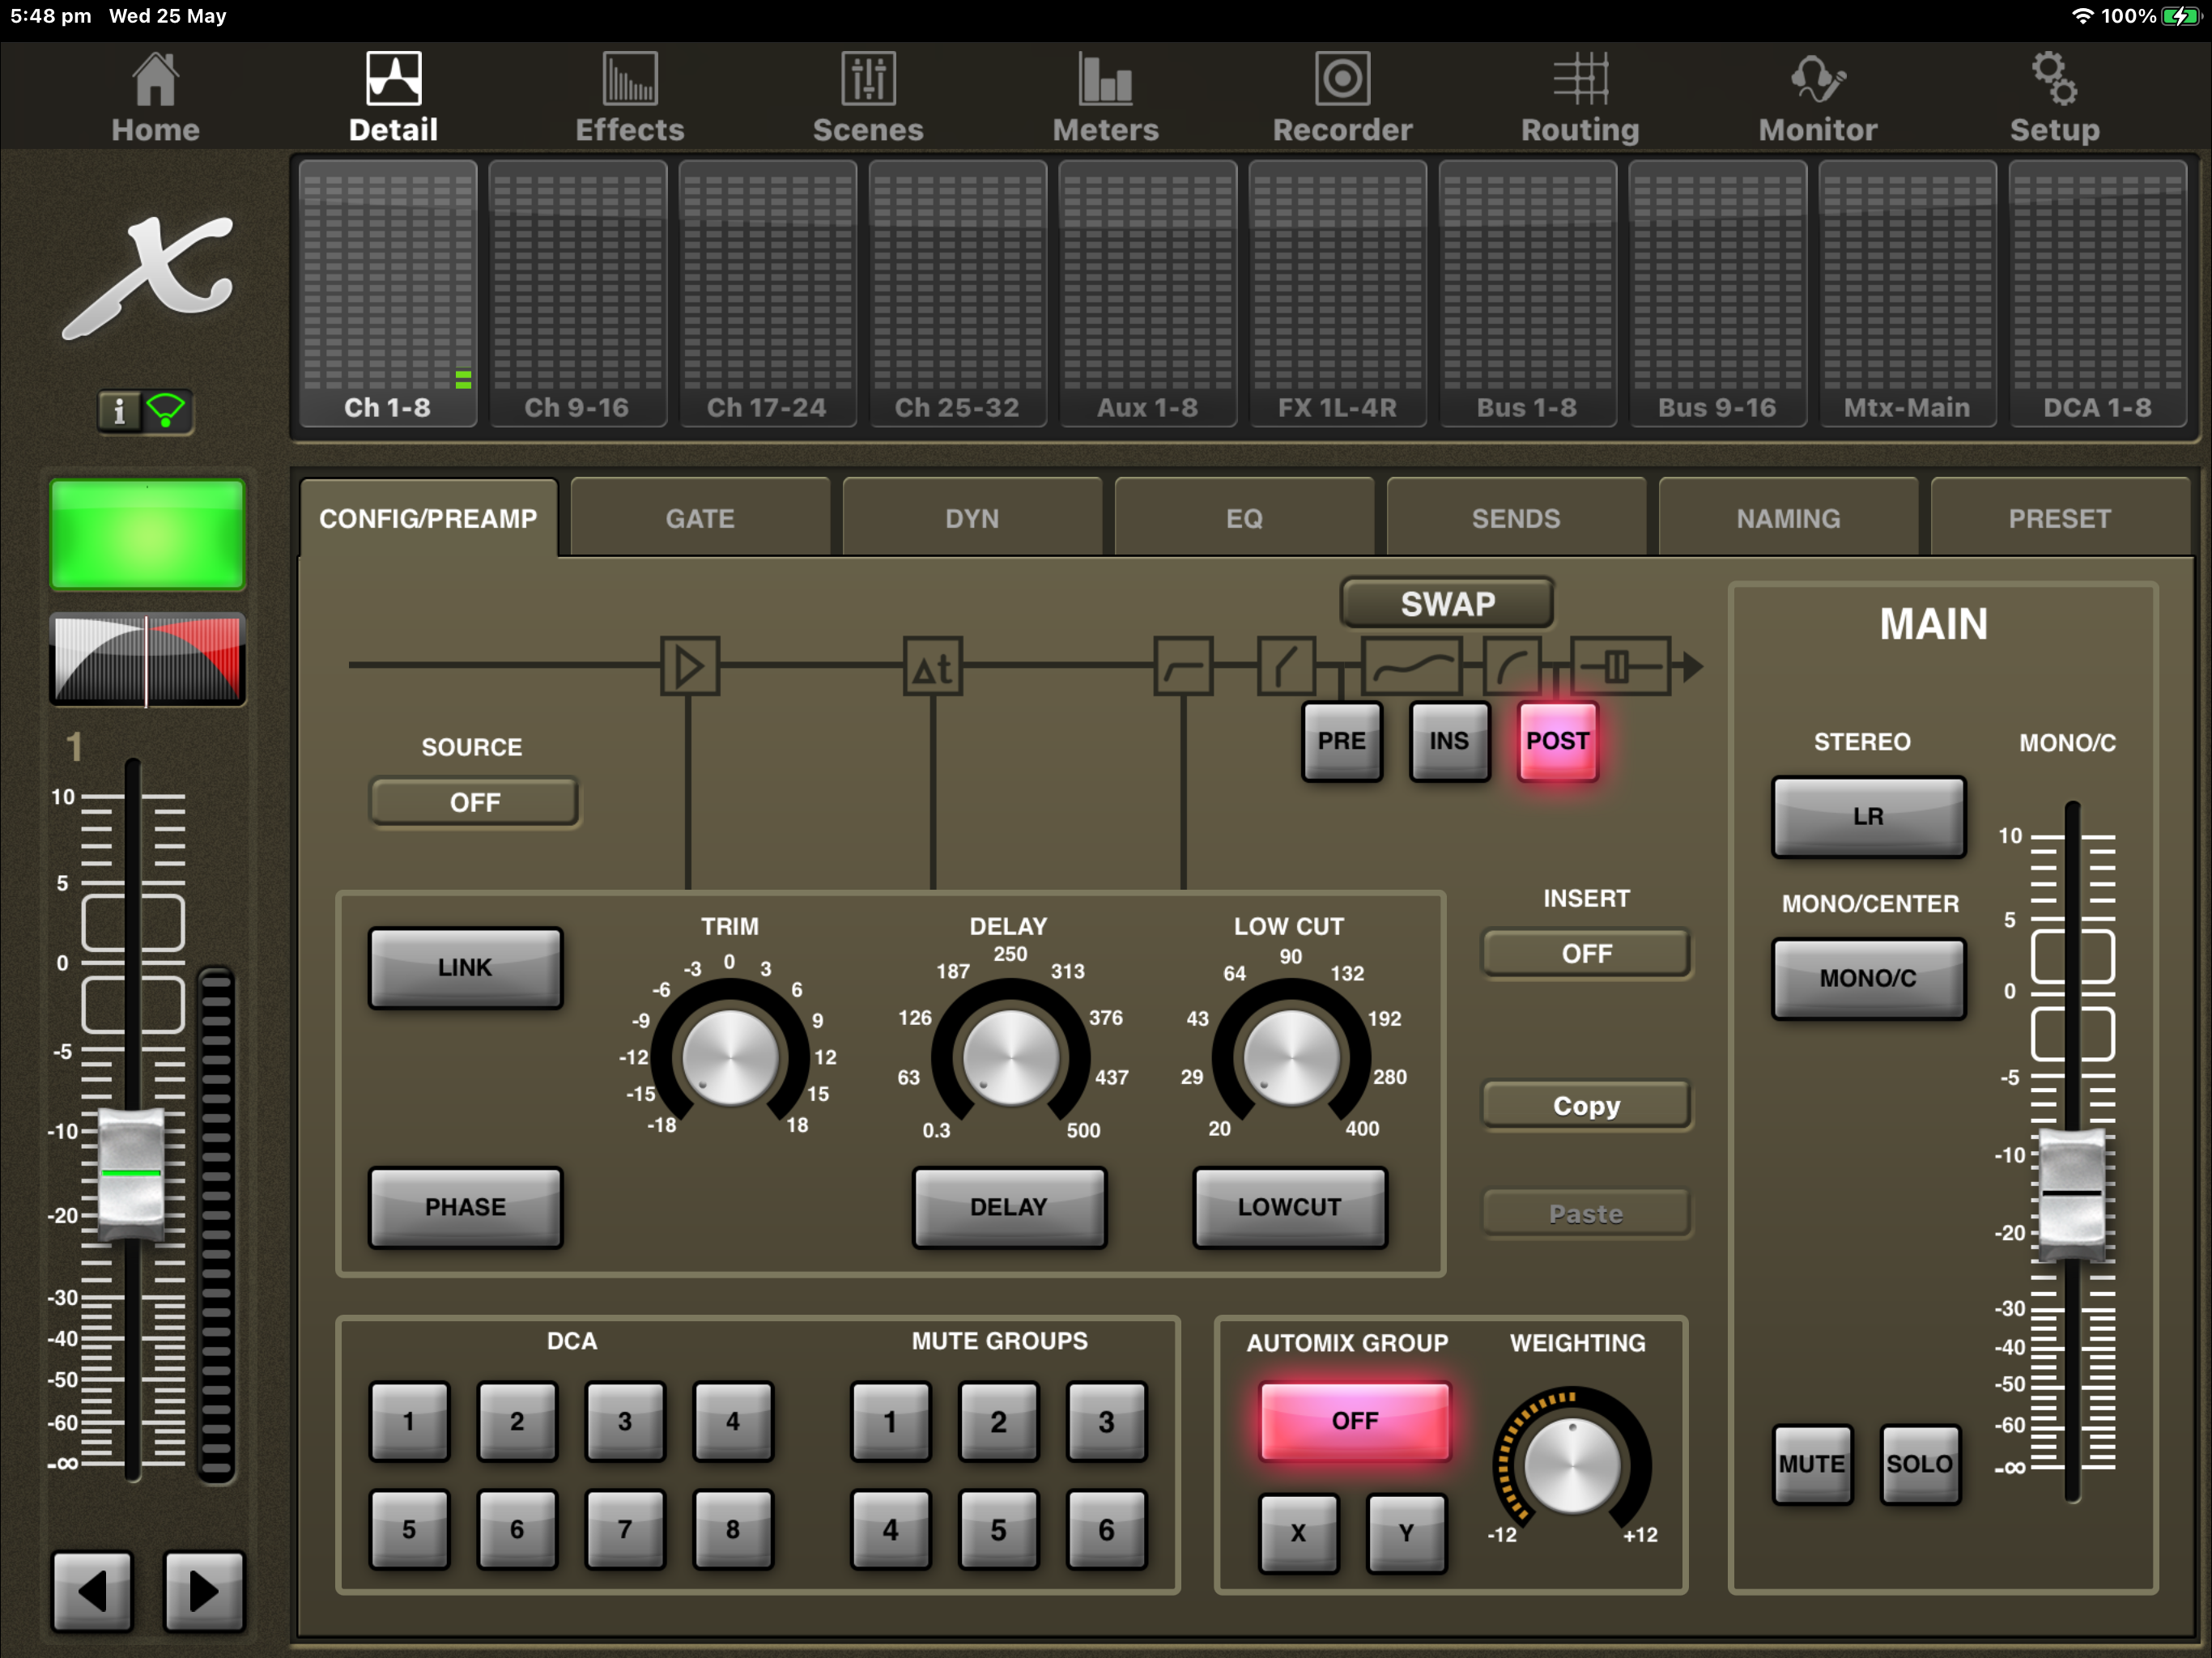 5:48 pm Wed 25 May
100%
Home Detail Effects Scenes Meters Recorder Routing Monitor Setup
Ch 1-8 Ch 9-16 Ch 17-24 Ch 25-32 Aux 1-8 FX 1L-4R Bus 1-8 Bus 9-16 Mtx-Main DCA 1-8
i
CONFIG/PREAMP GATE DYN EQ SENDS NAMING PRESET
SWAP
Δt
PRE INS POST
SOURCE
OFF
1
10
5
0
-5
-10
-20
-30
-40
-50
-60
-∞
LINK
TRIM
-18 -15 -12 -9 -6 -3 0 3 6 9 12 15 18
DELAY
0.3 63 126 187 250 313 376 437 500
LOW CUT
20 29 43 64 90 132 192 280 400
PHASE
DELAY
LOWCUT
INSERT
OFF
Copy
Paste
DCA
1 2 3 4
5 6 7 8
MUTE GROUPS
1 2 3
4 5 6
AUTOMIX GROUP
OFF
X Y
WEIGHTING
-12 +12
MAIN
STEREO
LR
MONO/CENTER
MONO/C
MUTE SOLO
MONO/C
10
5
0
-5
-10
-20
-30
-40
-50
-60
-∞